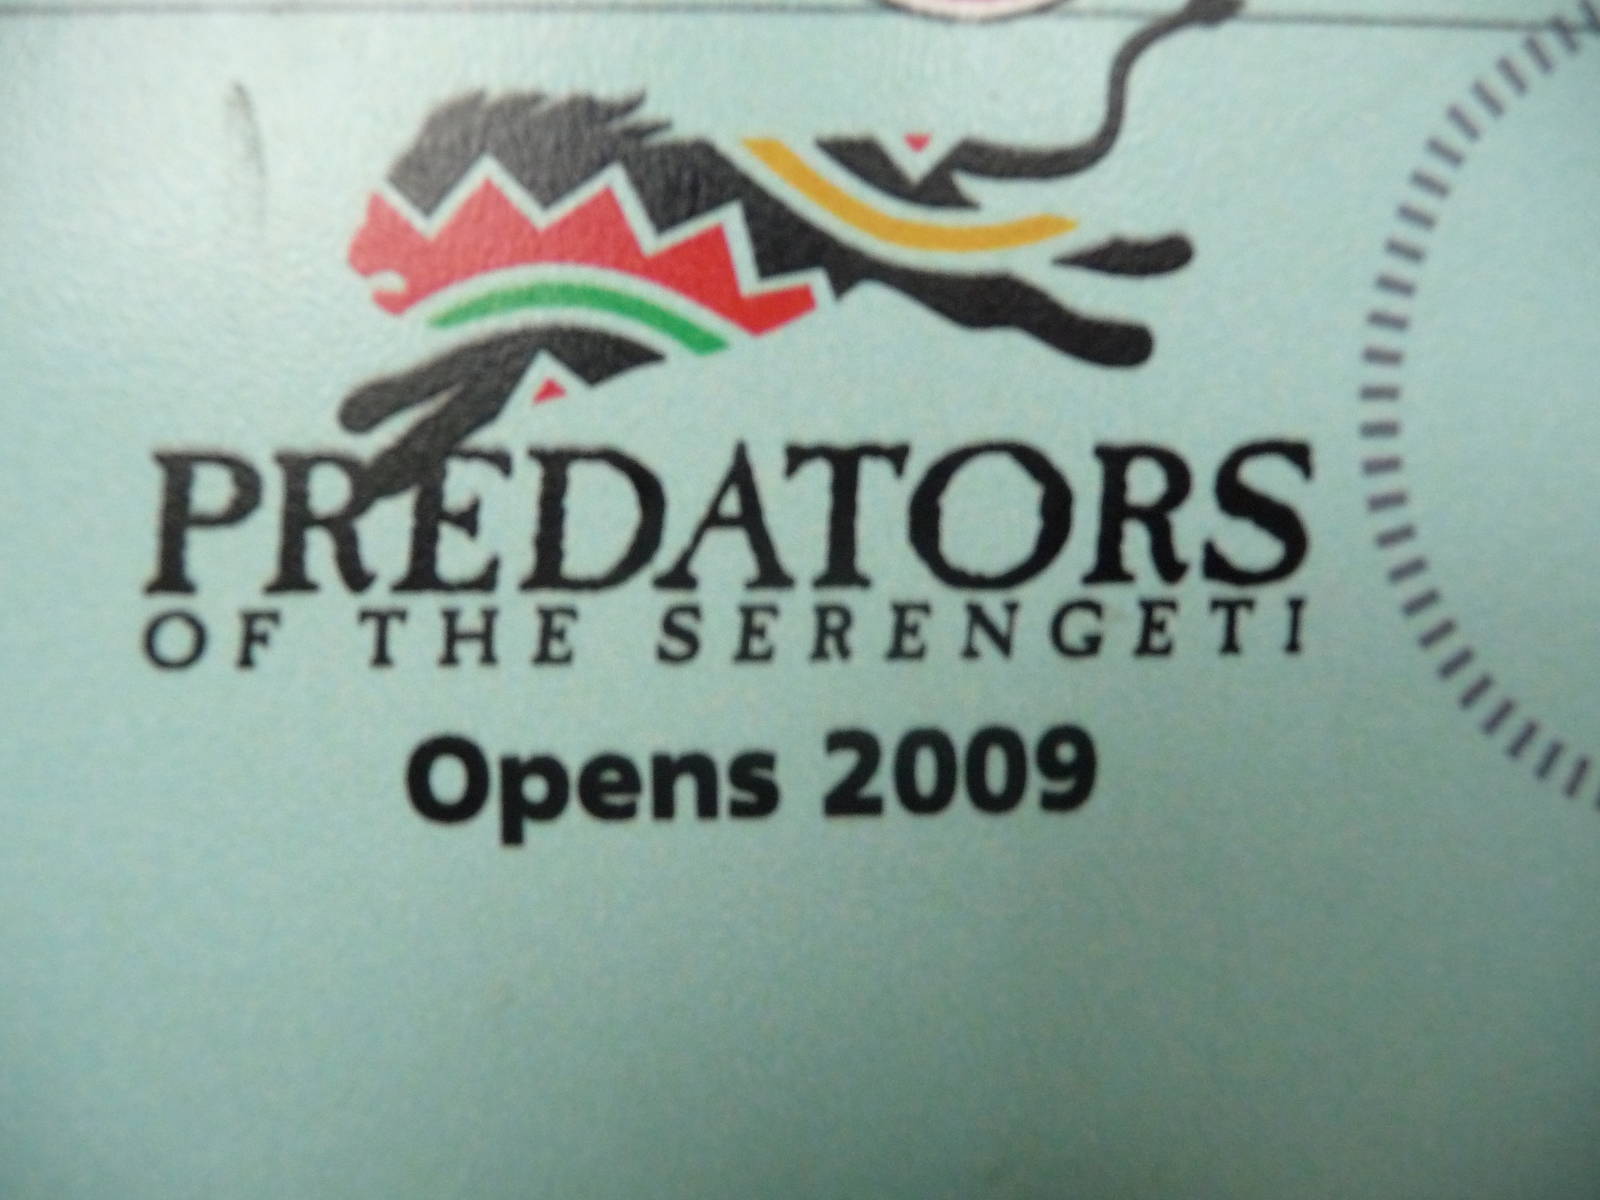 PREDATORS
OF THE SERENGETI
Opens 2009